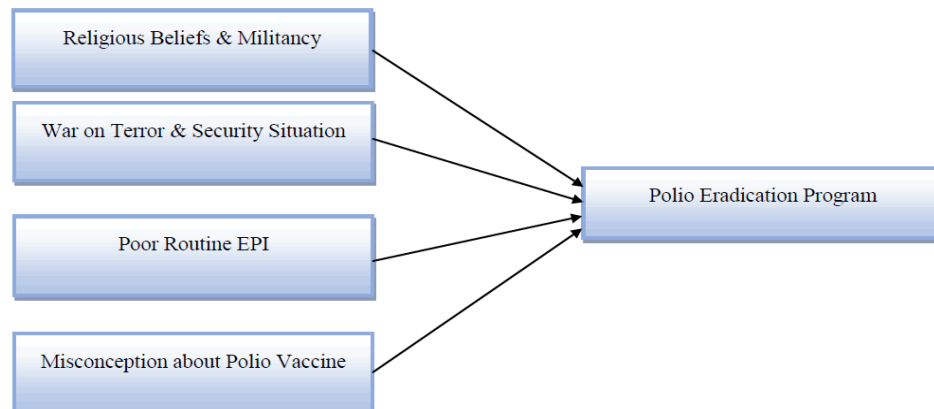 Religious Beliefs & Militancy
War on Terror & Security Situation
Polio Eradication Program
Poor Routine EPI
Misconception about Polio Vaccine